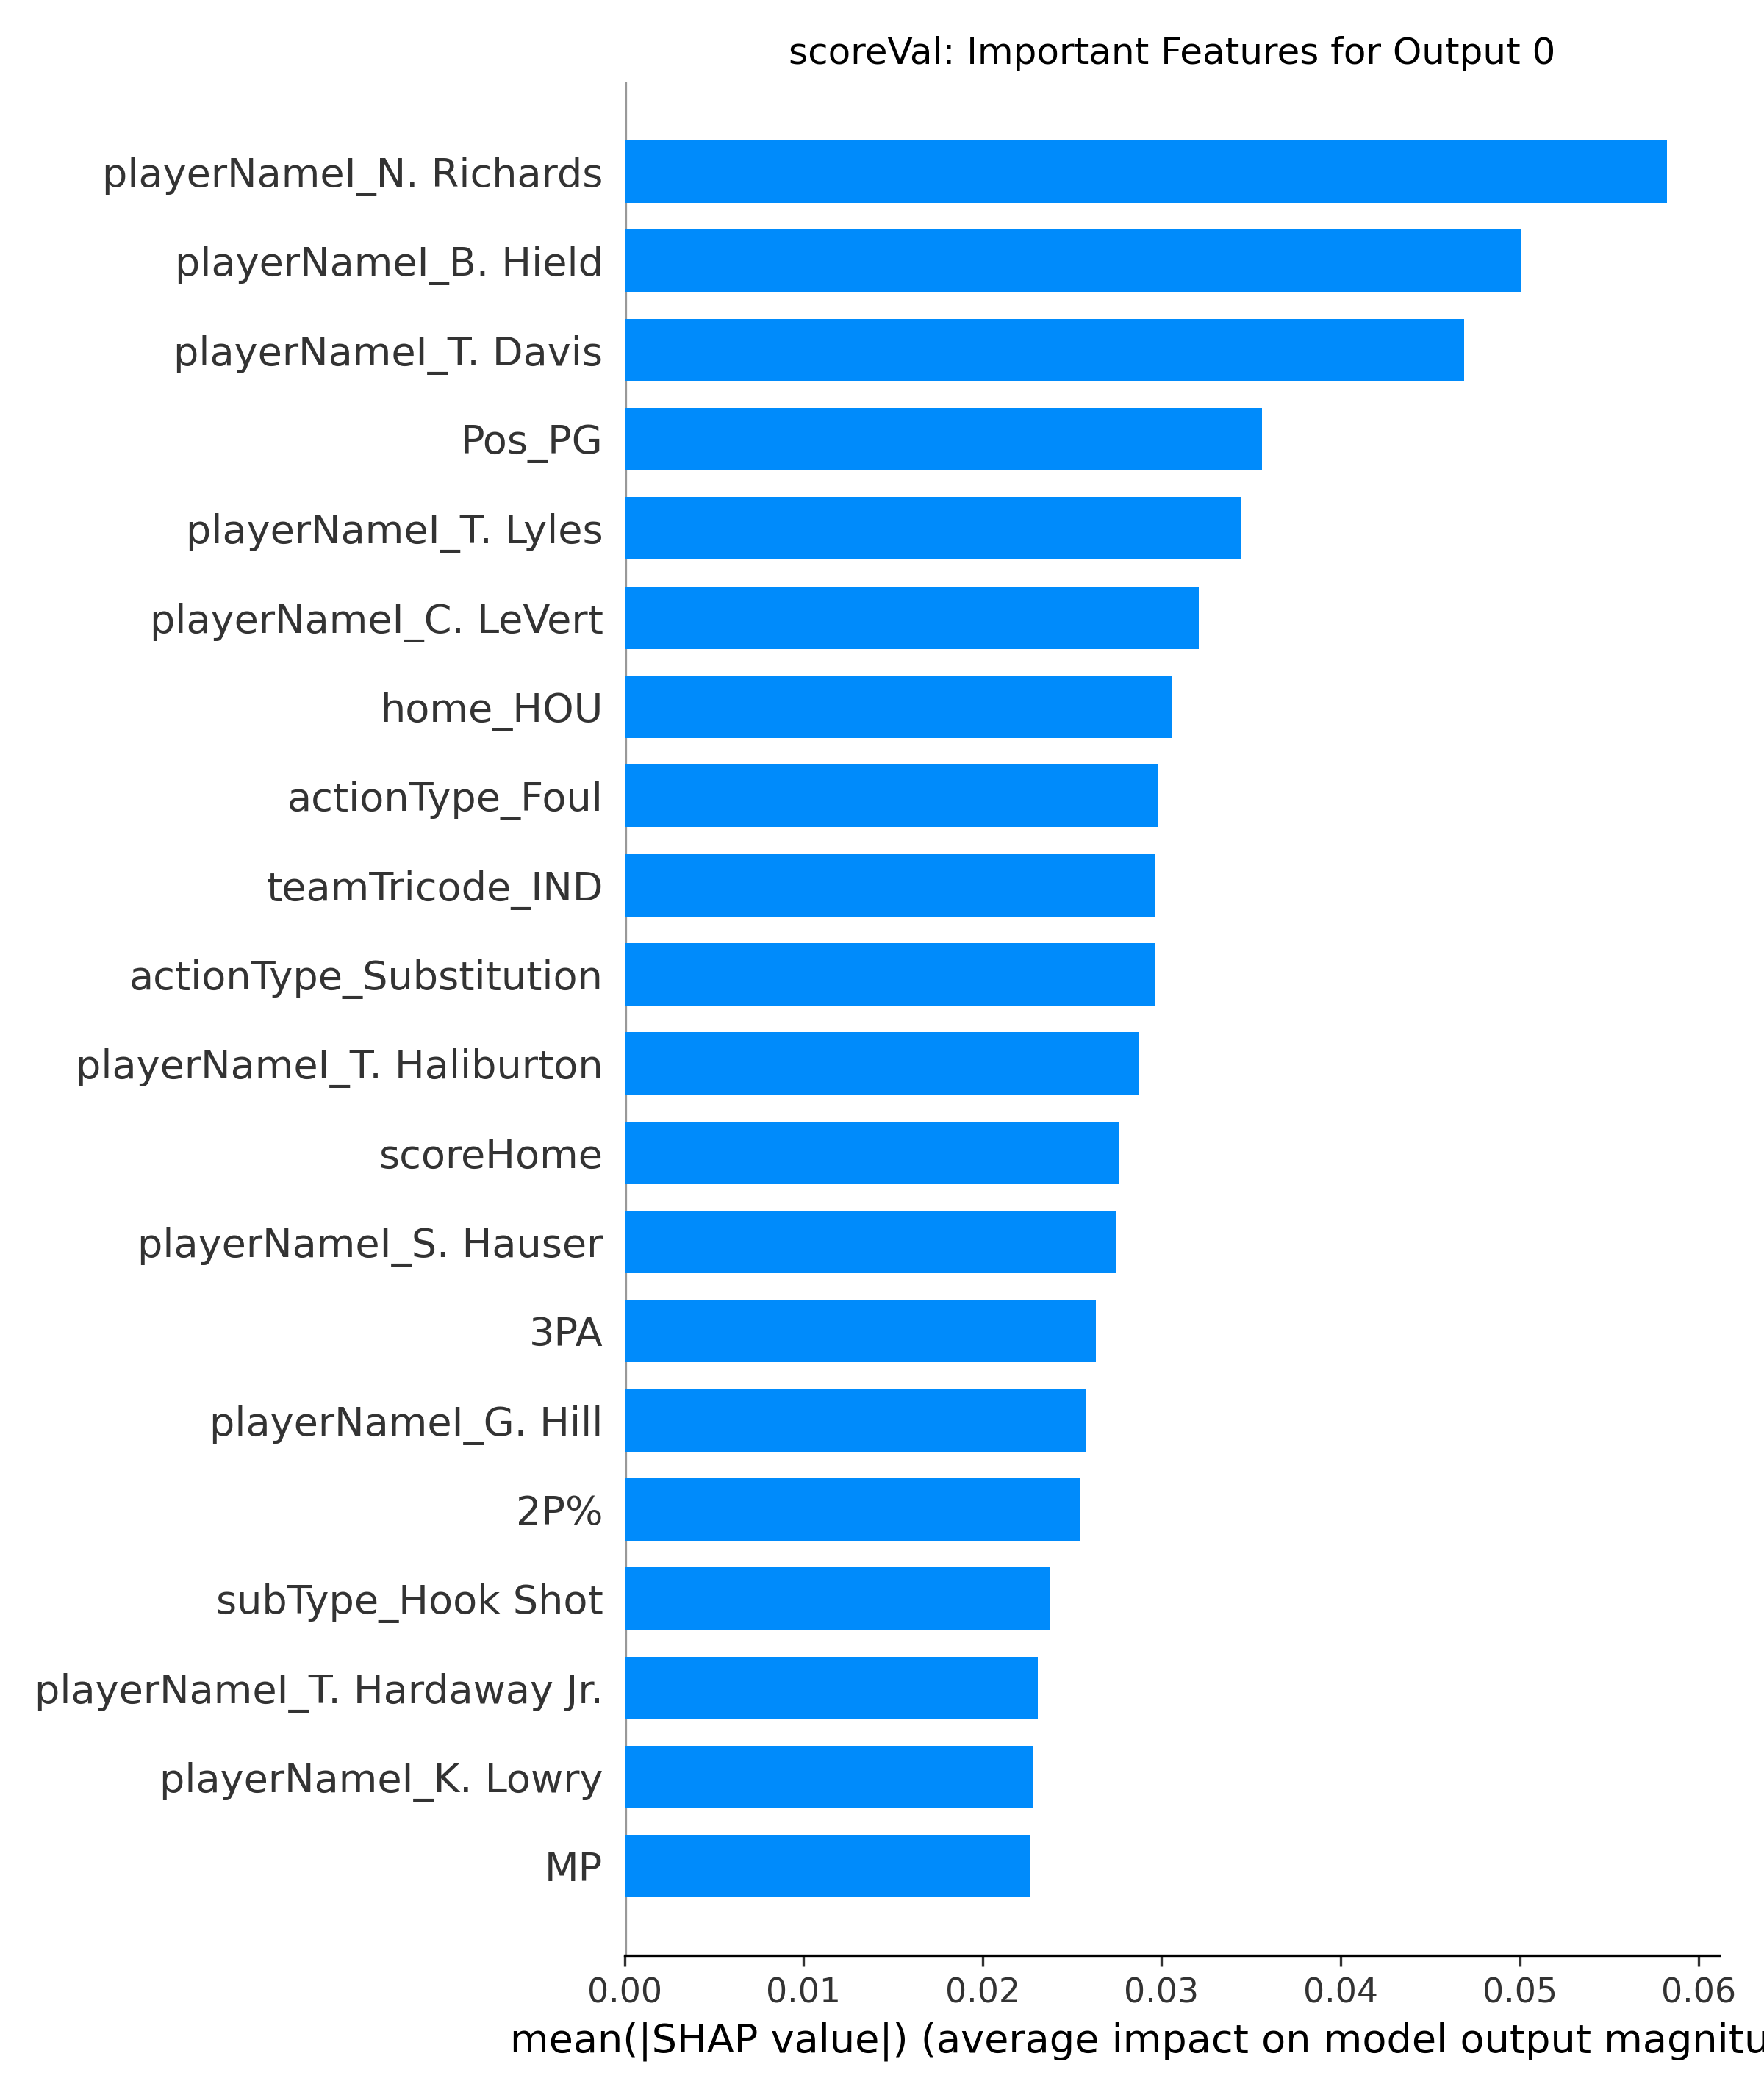 scoreVal: Important Features for Output 0
playerNameI_N. Richards
playerNameI_B. Hield
playerNameI_T. Davis
Pos_PG
playerNameI_T. Lyles
playerNameI_C. LeVert
home_HOU
actionType_Foul
teamTricode_IND
actionType_Substitution
playerNameI_T. Haliburton
scoreHome
playerNameI_S. Hauser
3PA
playerNameI_G. Hill
2P%
subType_Hook Shot
playerNameI_T. Hardaway Jr.
playerNameI_K. Lowry
MP
0.00 0.01 0.02 0.03 0.04 0.05 0.06
mean(|SHAP value|) (average impact on model output magnitu